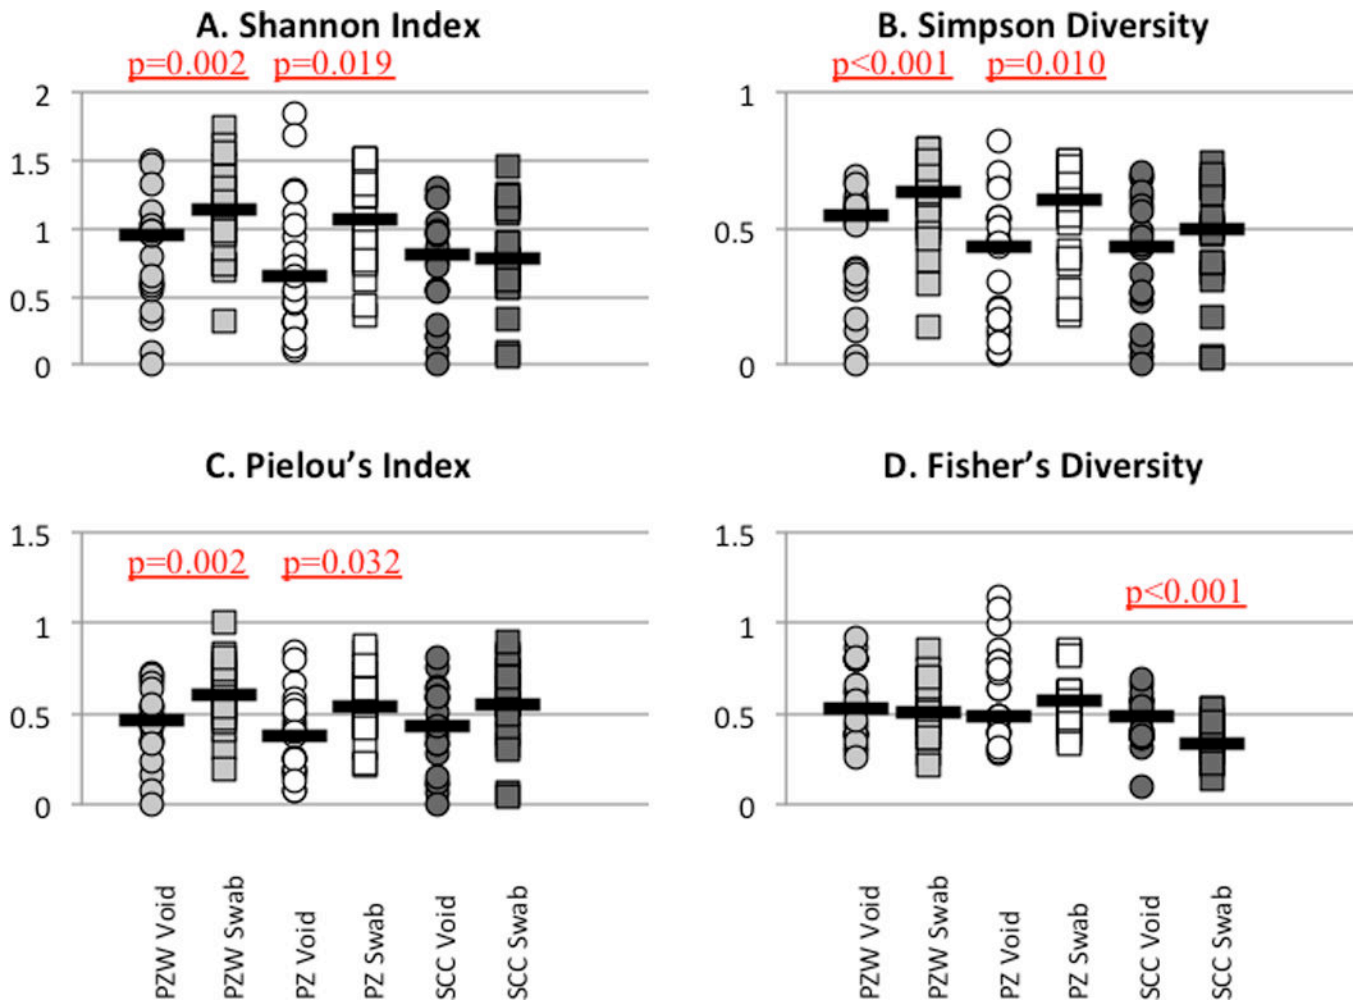 A. Shannon Index
p=0.002 p=0.019
2
1.5
1
0.5
0
B. Simpson Diversity
p<0.001 p=0.010
1
0.5
0
C. Pielou's Index
1.5
p=0.002 p=0.032
1
0.5
0
D. Fisher's Diversity
1.5
p<0.001
1
0.5
0
PZW Void
PZW Swab
PZ Void
PZ Swab
SCC Void
SCC Swab
PZW Void
PZW Swab
PZ Void
PZ Swab
SCC Void
SCC Swab